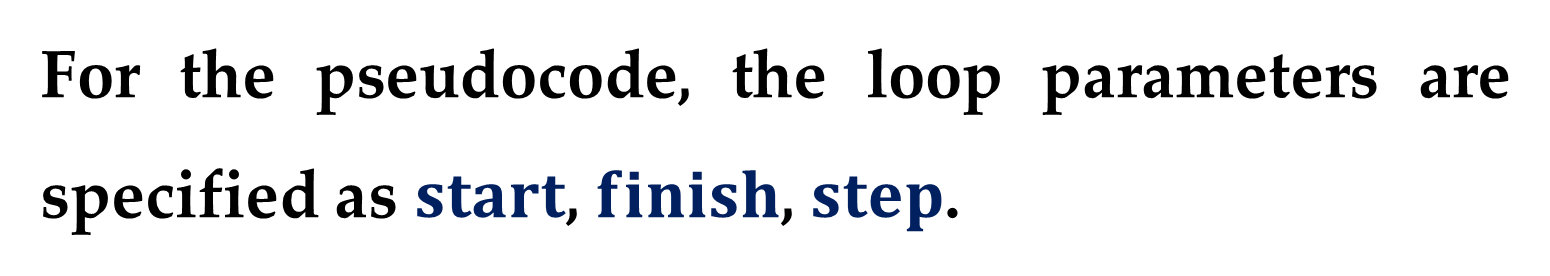 For the pseudocode, the loop parameters are
specified as start, finish, step.